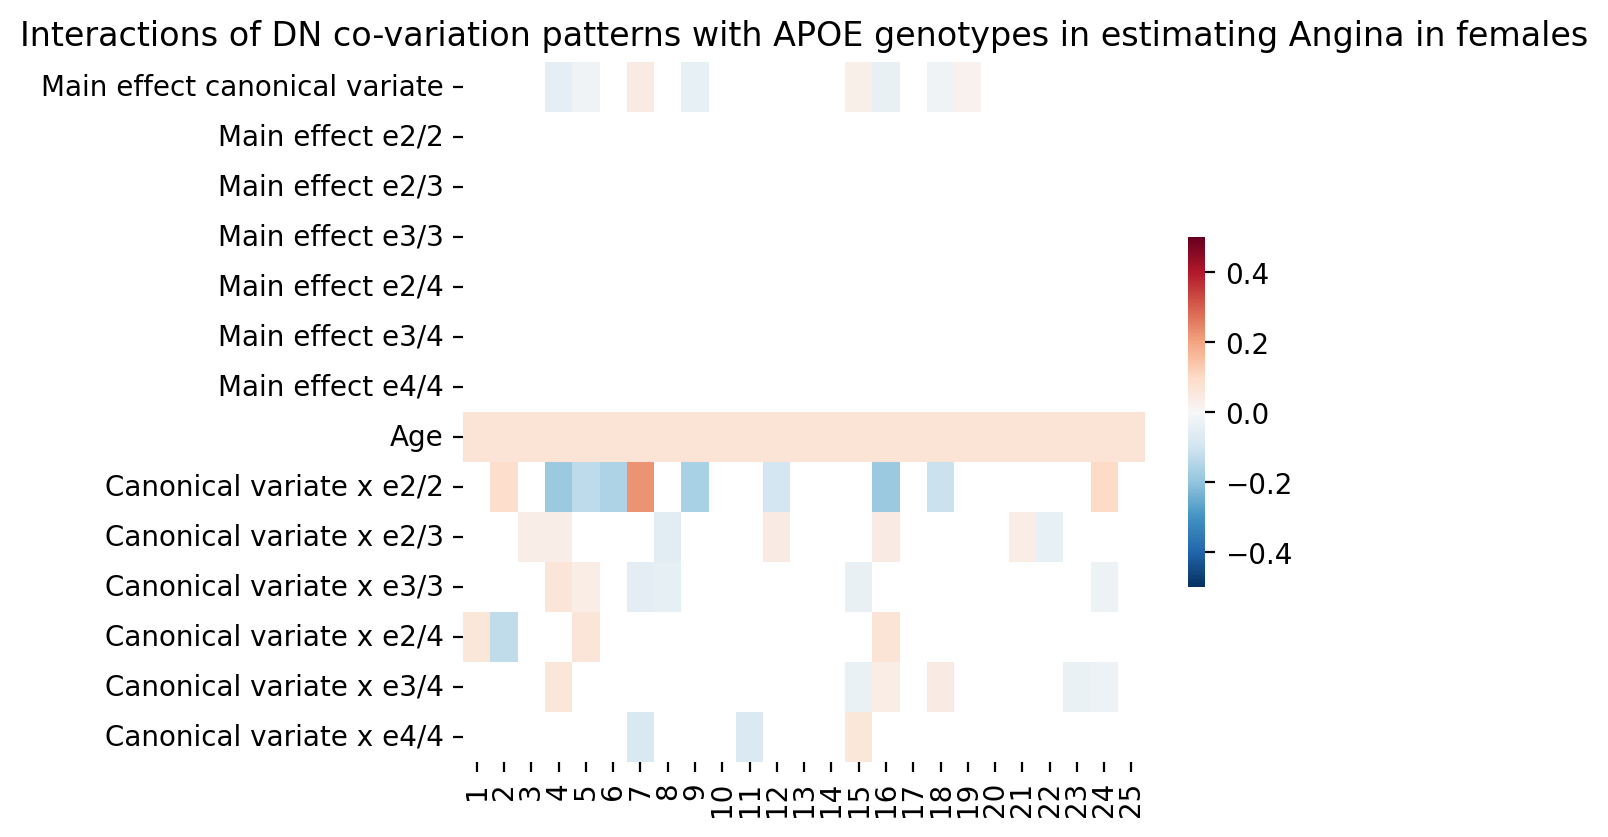 Interactions of DN co-variation patterns with APOE genotypes in estimating Angina in females
Main effect canonical variate
Main effect e2/2
Main effect e2/3
Main effect e3/3
Main effect e2/4
Main effect e3/4
Main effect e4/4
Age
Canonical variate x e2/2
Canonical variate x e2/3
Canonical variate x e3/3
Canonical variate x e2/4
Canonical variate x e3/4
Canonical variate x e4/4
1 2 3 4 5 6 7 8 9 10 11 12 13 14 15 16 17 18 19 20 21 22 23 24 25
0.4
0.2
0.0
−0.2
−0.4